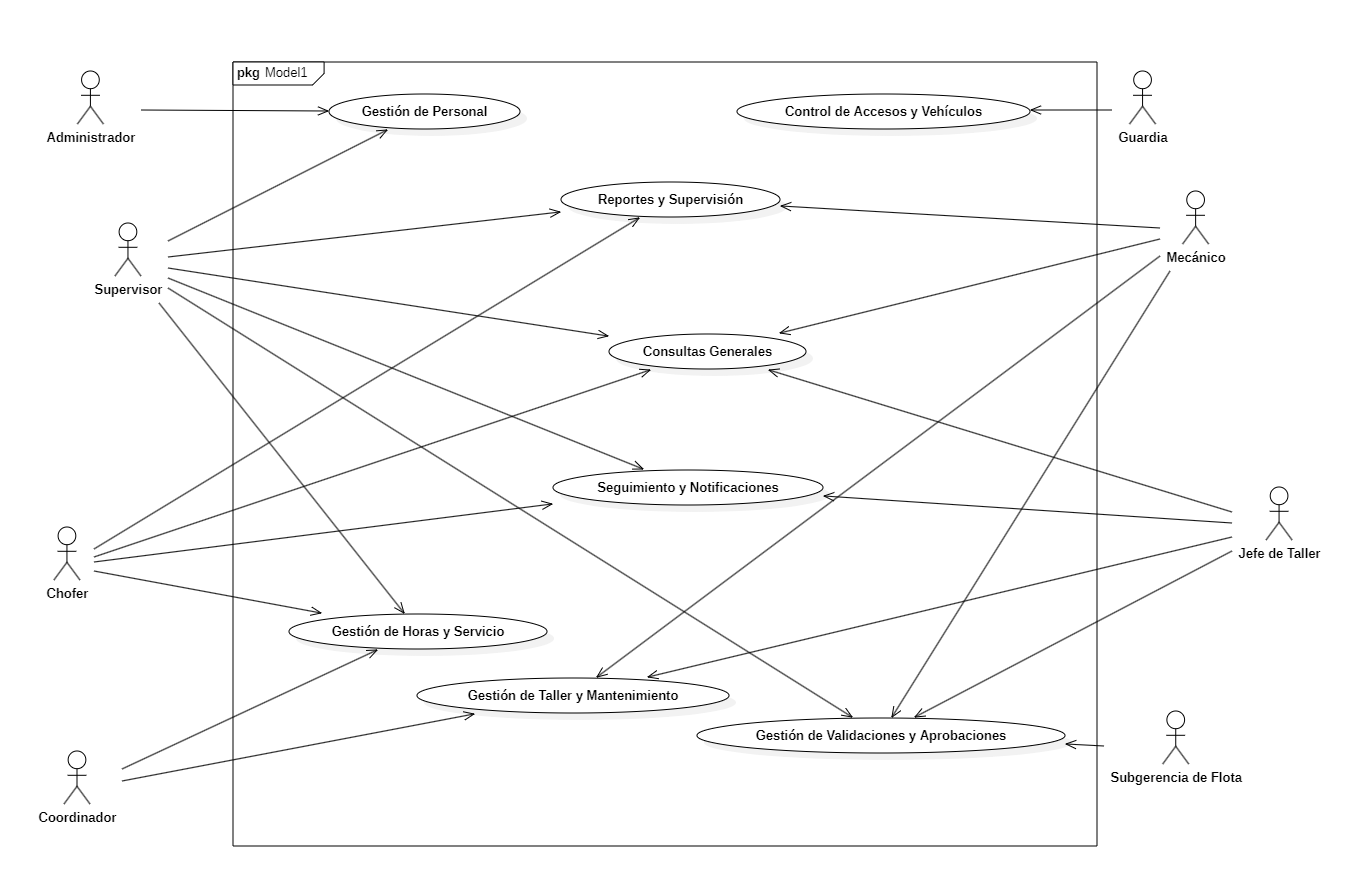 pkg Model1
Administrador
Gestión de Personal
Control de Accesos y Vehículos
Guardia
Reportes y Supervisión
Mecánico
Supervisor
Consultas Generales
Seguimiento y Notificaciones
Jefe de Taller
Chofer
Gestión de Horas y Servicio
Gestión de Taller y Mantenimiento
Gestión de Validaciones y Aprobaciones
Subgerencia de Flota
Coordinador